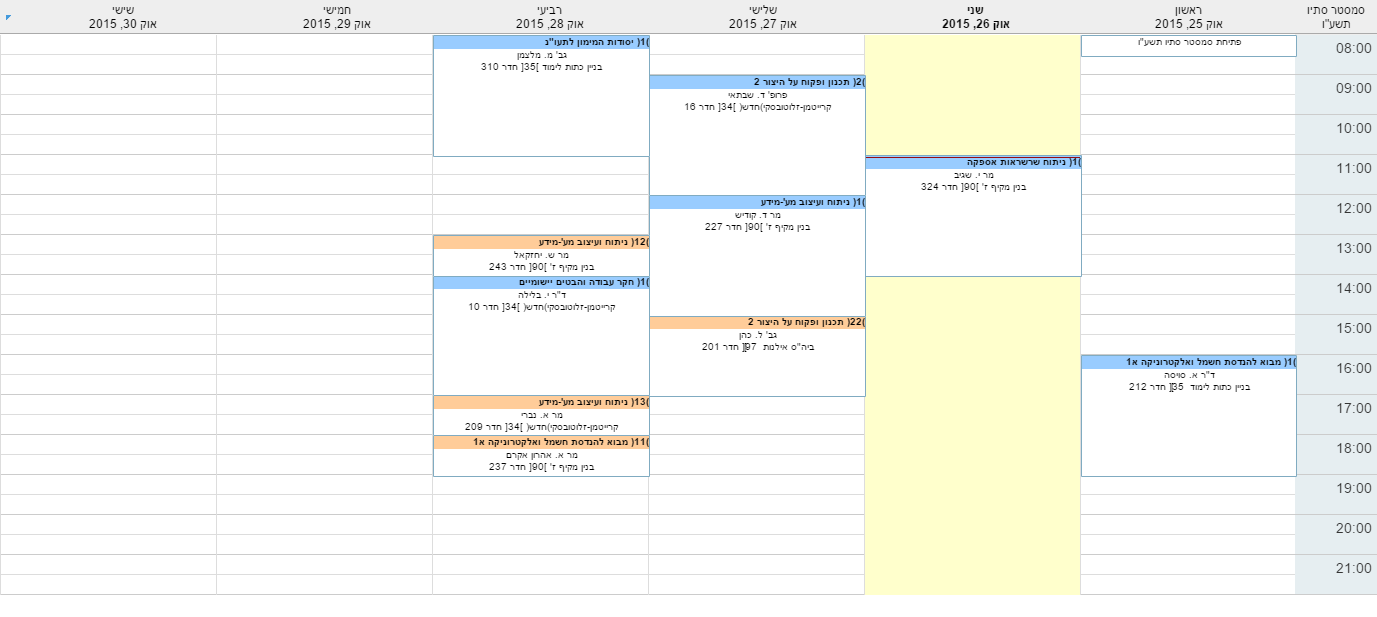 סמסטר סתיו
תשע"ו
ראשון
אוק 25, 2015
שני
אוק 26, 2015
שלישי
אוק 27, 2015
רביעי
אוק 28, 2015
חמישי
אוק 29, 2015
שישי
אוק 30, 2015
08:00
09:00
10:00
11:00
12:00
13:00
14:00
15:00
16:00
17:00
18:00
19:00
20:00
21:00
פתיחת סמסטר סתיו תשע"ו
)1( מבוא להנדסת חשמל ואלקטרוניקה א1
ד"ר א. סויסה
בניין כתות לימוד 35][ חדר 212
)1( ניתוח שרשראות אספקה
מר י. שגיב
בנין מקיף ז' ]90[ חדר 324
)2( תכנון ופקוח על היצור 2
פרופ' ד. שבתאי
קרייטמן-זלוטובסקי)חדש( ]34[ חדר 16
)1( ניתוח ועיצוב מע'-מידע
מר ד. קודיש
בנין מקיף ז' ]90[ חדר 227
)22( תכנון ופקוח על היצור 2
גב' ל. כהן
ביה"ס אילנות 97][ חדר 201
)1( יסודות המימון לתעו"נ
גב' מ. מלצמן
בניין כתות לימוד ]35[ חדר 310
)12( ניתוח ועיצוב מע'-מידע
מר ש. יחזקאל
בנין מקיף ז' ]90[ חדר 243
)1( חקר עבודה והבטים יישומיים
ד"ר י. בלילה
קרייטמן-זלוטובסקי)חדש( ]34[ חדר 10
)13( ניתוח ועיצוב מע'-מידע
מר א. נברי
קרייטמן-זלוטובסקי)חדש( ]34[ חדר 209
)11( מבוא להנדסת חשמל ואלקטרוניקה א1
מר א. אהרון אקרם
בנין מקיף ז' ]90[ חדר 237